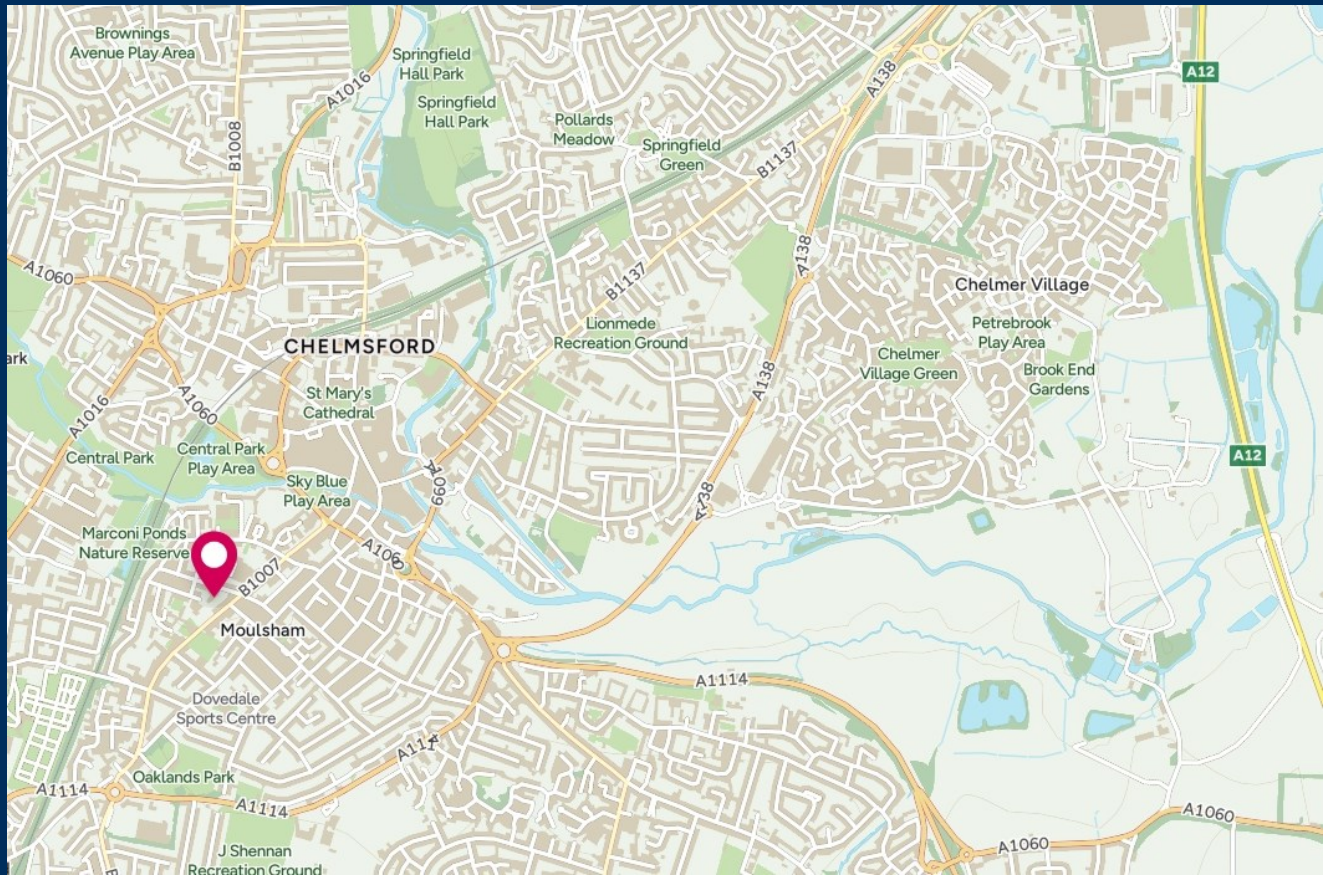 Brownings
Avenue Play Area
A1016
B1008
Springfield
Hall Park
Springfield
Hall Park
Pollards
Meadow
Springfield
Green
B1137
A138
A12
A1060
B1137
A138
Chelmer Village
CHELMSFORD
Lionmede
Recreation Ground
Petrebrook
Play Area
Chelmer
Village Green
Brook End
Gardens
ark
A1016
A1060
St Mary's
Cathedral
A138
Central Park
Central Park
Play Area
Sky Blue
Play Area
A1099
A138
A12
Marconi Ponds
Nature Reserve
A1060
B1007
Moulsham
Dovedale
Sports Centre
A1114
A1114
Oaklands Park
A1114
A1114
J Shennan
Recreation Ground
A1060
A1060